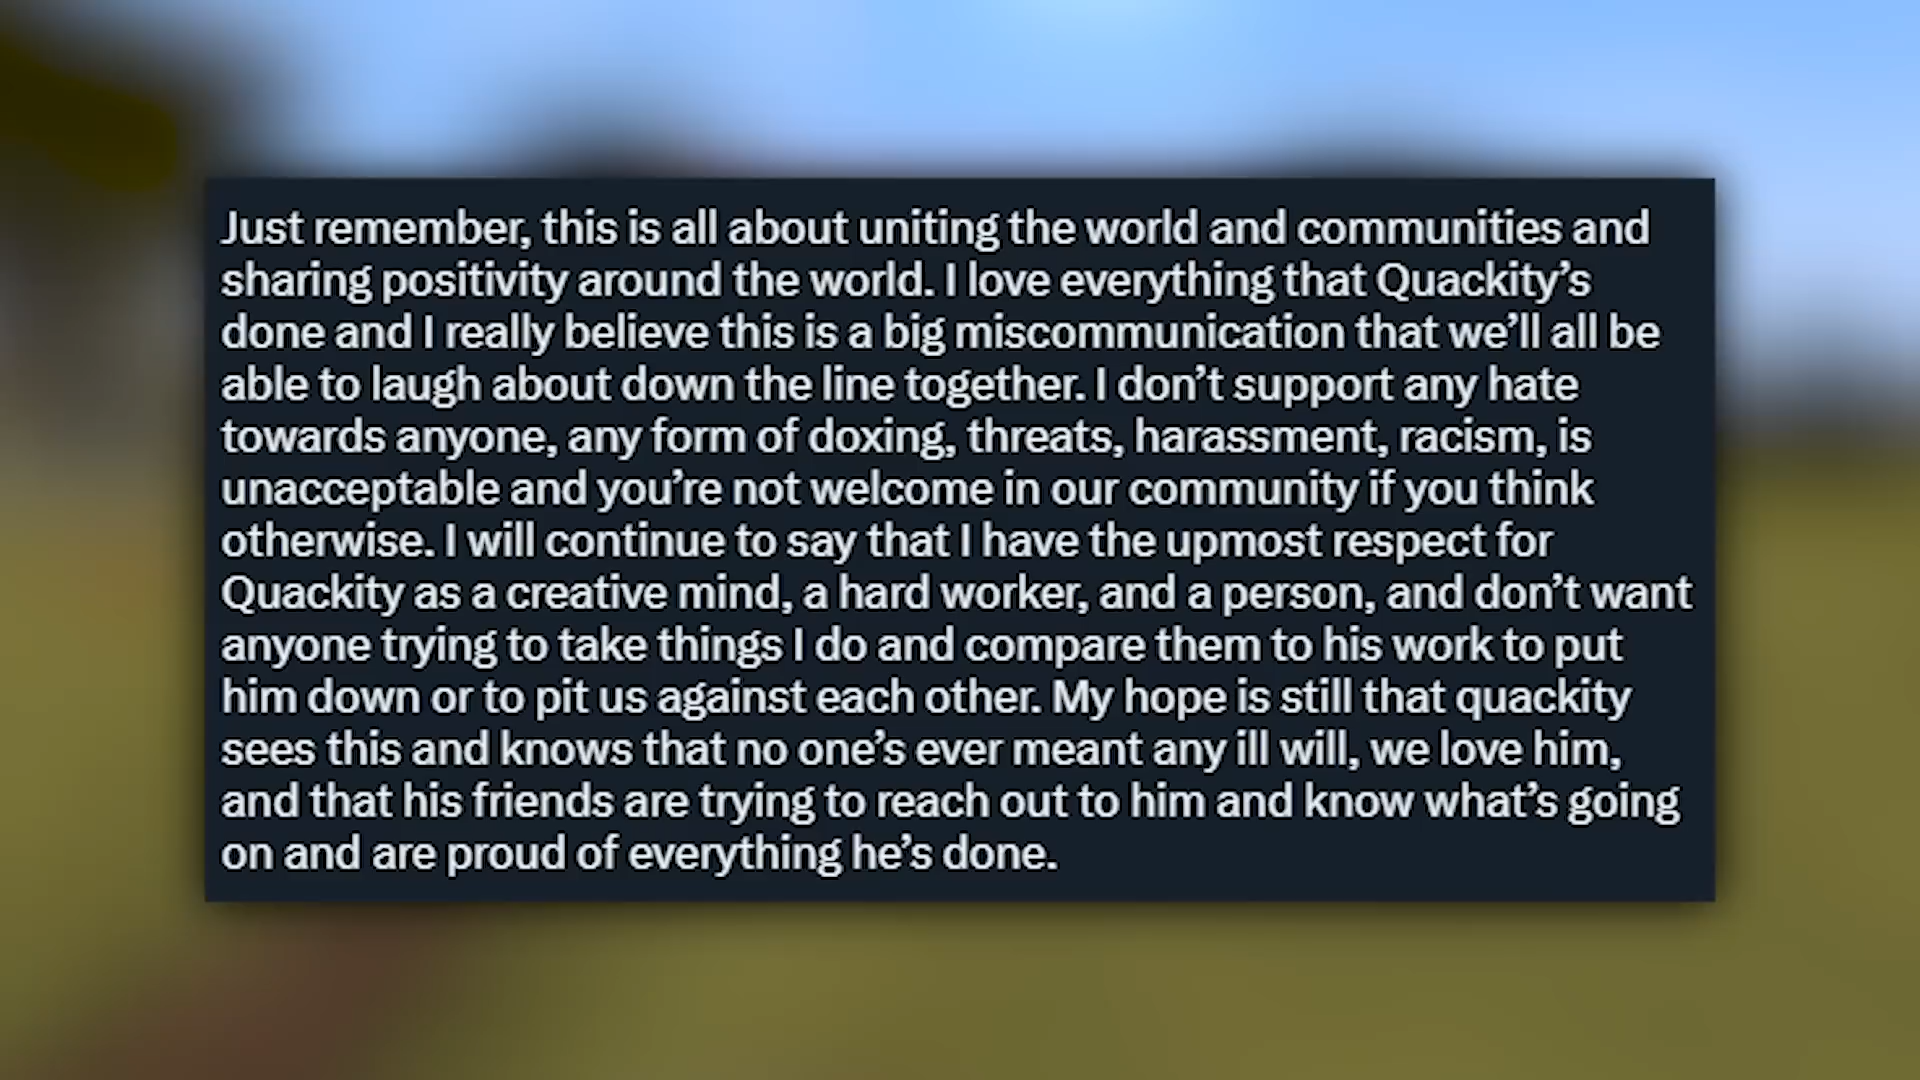 Just remember, this is all about uniting the world and communities and
sharing positivity around the world. I love everything that Quackity’s
done and I really believe this is a big miscommunication that we’ll all be
able to laugh about down the line together. I don’t support any hate
towards anyone, any form of doxing, threats, harassment, racism, is
unacceptable and you’re not welcome in our community if you think
otherwise. I will continue to say that I have the upmost respect for
Quackity as a creative mind, a hard worker, and a person, and don’t want
anyone trying to take things I do and compare them to his work to put
him down or to pit us against each other. My hope is still that quackity
sees this and knows that no one’s ever meant any ill will, we love him,
and that his friends are trying to reach out to him and know what’s going
on and are proud of everything he’s done.